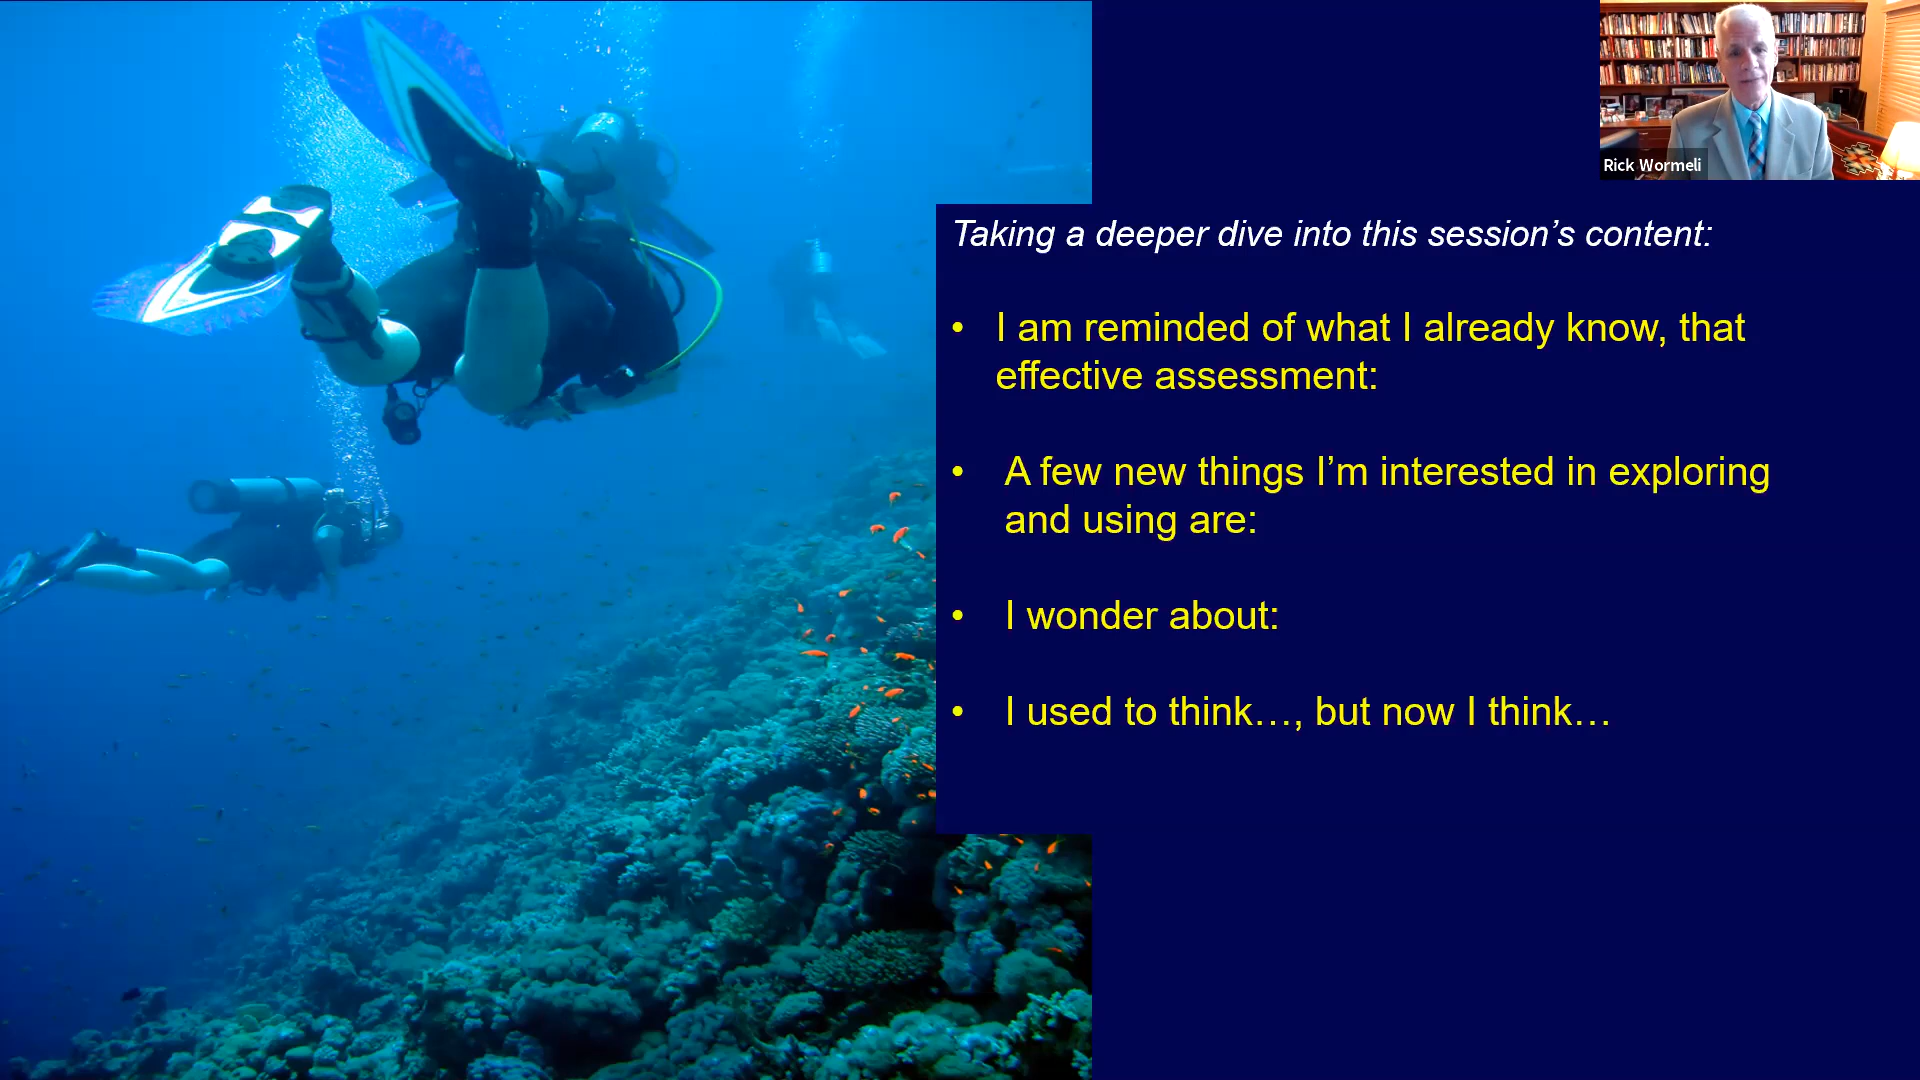 Rick Wormeli
Taking a deeper dive into this session’s content:
• I am reminded of what I already know, that
effective assessment:
• A few new things I’m interested in exploring
and using are:
• I wonder about:
• I used to think…, but now I think…